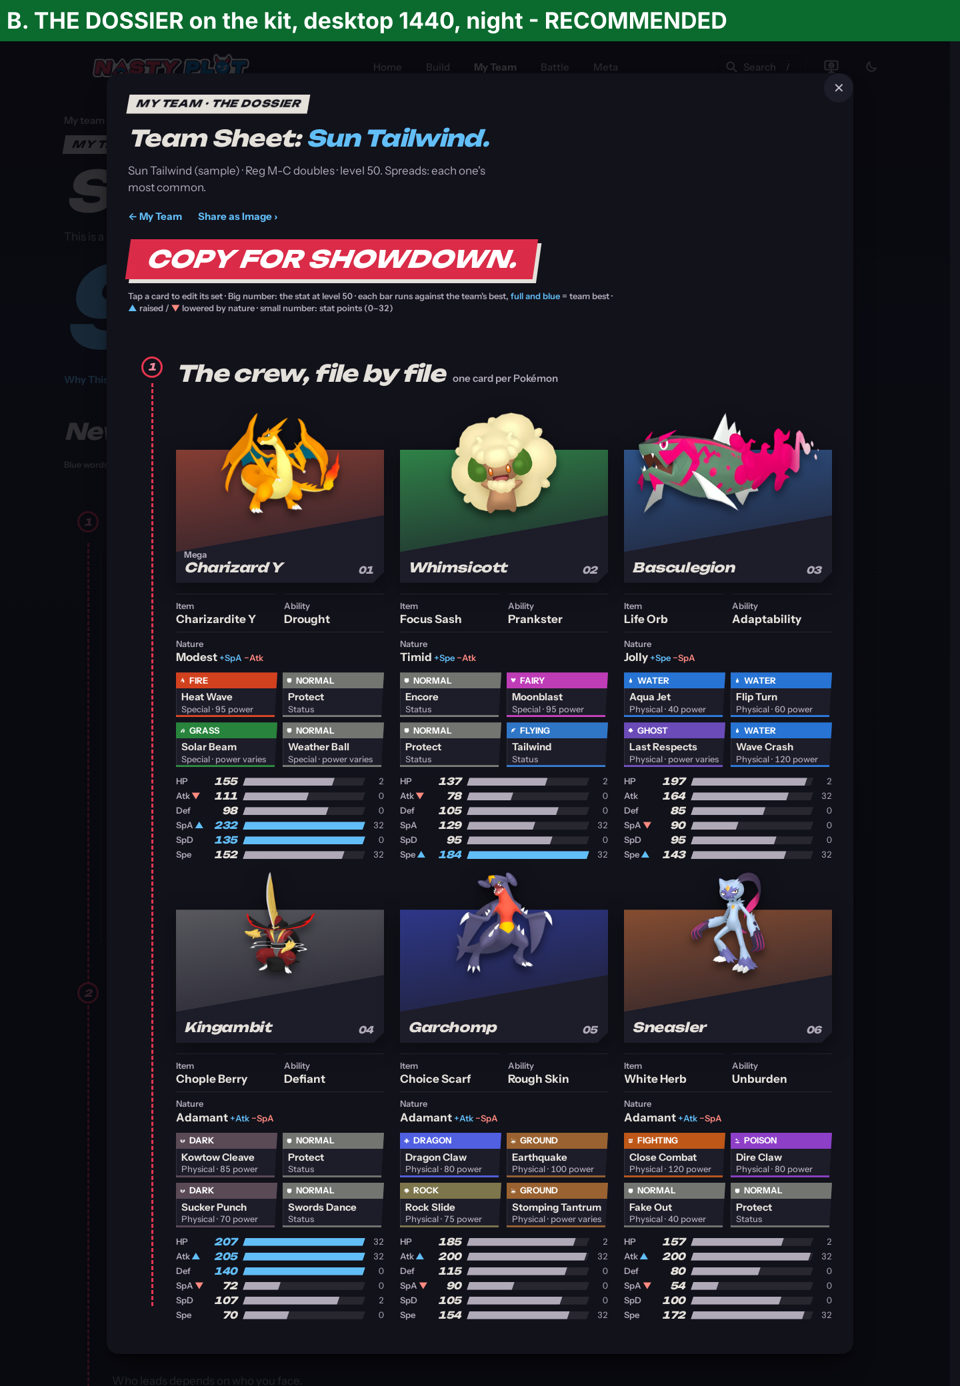 B. THE DOSSIER on the kit, desktop 1440, night - RECOMMENDED
NASTY PLOT
Home Build My Team Battle Meta
Search /
MY TEAM · THE DOSSIER
Team Sheet: Sun Tailwind.
Sun Tailwind (sample) · Reg M-C doubles · level 50. Spreads: each one's
most common.
← My Team Share as Image ›
COPY FOR SHOWDOWN.
Tap a card to edit its set · Big number: the stat at level 50 · each bar runs against the team's best, full and blue = team best ·
▲ raised / ▼ lowered by nature · small number: stat points (0–32)
My team
MY T
S
This is a
S
Why Thi
Ne
Blue words
1
2
1 The crew, file by file one card per Pokémon
Mega
Charizard Y 01
Item Ability
Charizardite Y Drought
Nature
Modest +SpA −Atk
FIRE NORMAL
Heat Wave Protect
Special · 95 power Status
GRASS NORMAL
Solar Beam Weather Ball
Special · power varies Status
HP 155 2
Atk ▼ 111 0
Def 98 0
SpA ▲ 232 32
SpD 135 0
Spe 152 32
Whimsicott 02
Item Ability
Focus Sash Prankster
Nature
Timid +Spe −Atk
NORMAL FAIRY
Encore Moonblast
Status Special · 95 power
NORMAL FLYING
Protect Tailwind
Status Status
HP 137 2
Atk ▼ 78 0
Def 105 0
SpA 129 32
SpD 95 0
Spe ▲ 184 32
Basculegion 03
Item Ability
Life Orb Adaptability
Nature
Jolly +Spe −SpA
WATER WATER
Aqua Jet Flip Turn
Physical · 40 power Physical · 60 power
GHOST WATER
Last Respects Wave Crash
Physical · power varies Physical · 120 power
HP 197 2
Atk 164 32
Def 85 0
SpA ▼ 90 0
SpD 95 0
Spe ▲ 143 32
Kingambit 04
Item Ability
Chople Berry Defiant
Nature
Adamant +Atk −SpA
DARK NORMAL
Kowtow Cleave Protect
Physical · 85 power Status
DARK NORMAL
Sucker Punch Swords Dance
Physical · 70 power Status
HP 207 32
Atk ▲ 205 32
Def 140 0
SpA ▼ 72 0
SpD 107 2
Spe 70 0
Garchomp 05
Item Ability
Choice Scarf Rough Skin
Nature
Adamant +Atk −SpA
DRAGON GROUND
Dragon Claw Earthquake
Physical · 80 power Physical · 100 power
ROCK GROUND
Rock Slide Stomping Tantrum
Physical · 75 power Physical · power varies
HP 185 2
Atk ▲ 200 32
Def 115 0
SpA ▼ 90 0
SpD 105 0
Spe 154 32
Sneasler 06
Item Ability
White Herb Unburden
Nature
Adamant +Atk −SpA
FIGHTING POISON
Close Combat Dire Claw
Physical · 120 power Physical · 80 power
NORMAL NORMAL
Fake Out Protect
Physical · 40 power Status
HP 157 2
Atk ▲ 200 32
Def 80 0
SpA ▼ 54 0
SpD 100 0
Spe 172 32
Who leads depends on who you face.